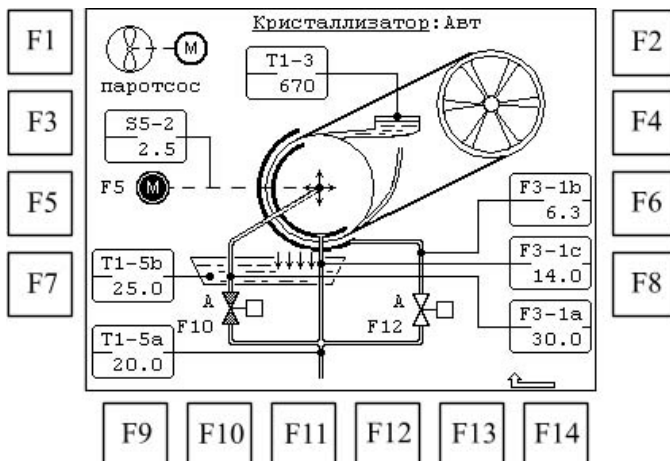 F1
Кристаллизатор: Авт
F2
М
паротсос
T1-3
670
F3
F4
S5-2
2.5
F5
F5
М
F3-1b
6.3
F6
F7
T1-5b
25.0
F3-1c
14.0
F8
A
F10
A
F12
F3-1a
30.0
T1-5a
20.0
F9
F10
F11
F12
F13
F14